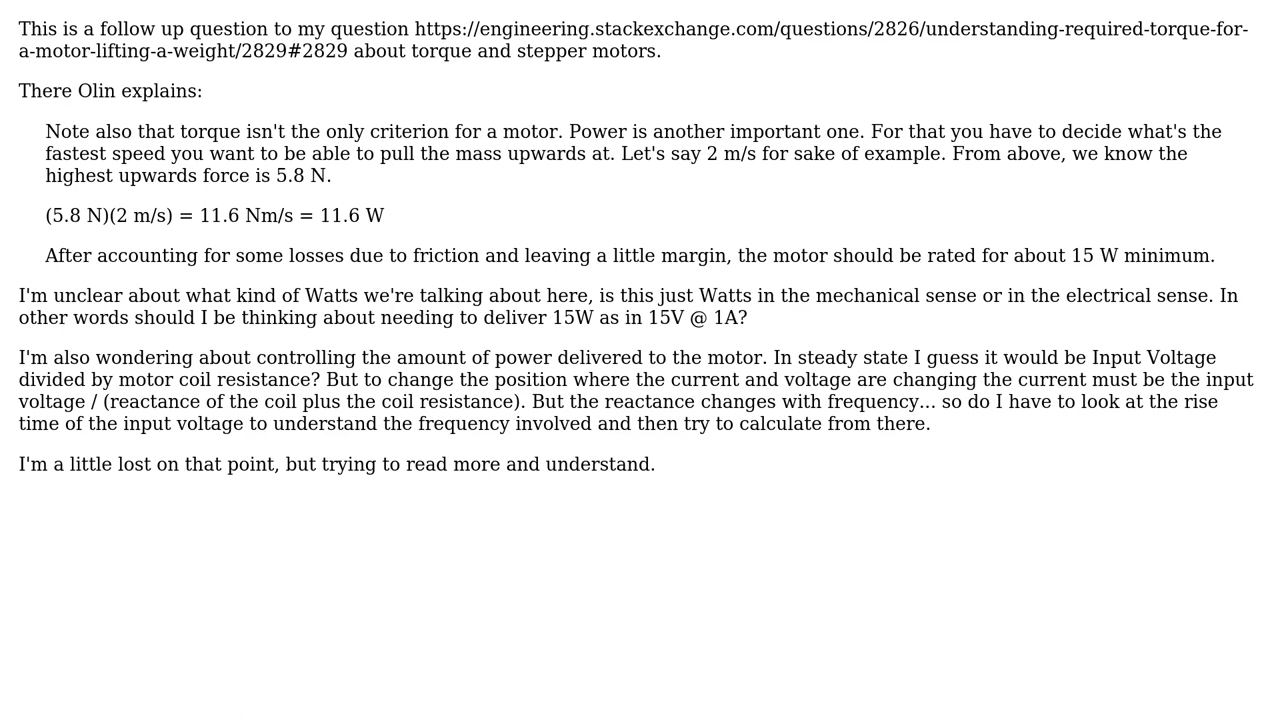 This is a follow up question to my question https://engineering.stackexchange.com/questions/2826/understanding-required-torque-for-
a-motor-lifting-a-weight/2829#2829 about torque and stepper motors.
There Olin explains:
Note also that torque isn't the only criterion for a motor. Power is another important one. For that you have to decide what's the
fastest speed you want to be able to pull the mass upwards at. Let's say 2 m/s for sake of example. From above, we know the
highest upwards force is 5.8 N.
(5.8 N)(2 m/s) = 11.6 Nm/s = 11.6 W
After accounting for some losses due to friction and leaving a little margin, the motor should be rated for about 15 W minimum.
I'm unclear about what kind of Watts we're talking about here, is this just Watts in the mechanical sense or in the electrical sense. In
other words should I be thinking about needing to deliver 15W as in 15V @ 1A?
I'm also wondering about controlling the amount of power delivered to the motor. In steady state I guess it would be Input Voltage
divided by motor coil resistance? But to change the position where the current and voltage are changing the current must be the input
voltage / (reactance of the coil plus the coil resistance). But the reactance changes with frequency... so do I have to look at the rise
time of the input voltage to understand the frequency involved and then try to calculate from there.
I'm a little lost on that point, but trying to read more and understand.